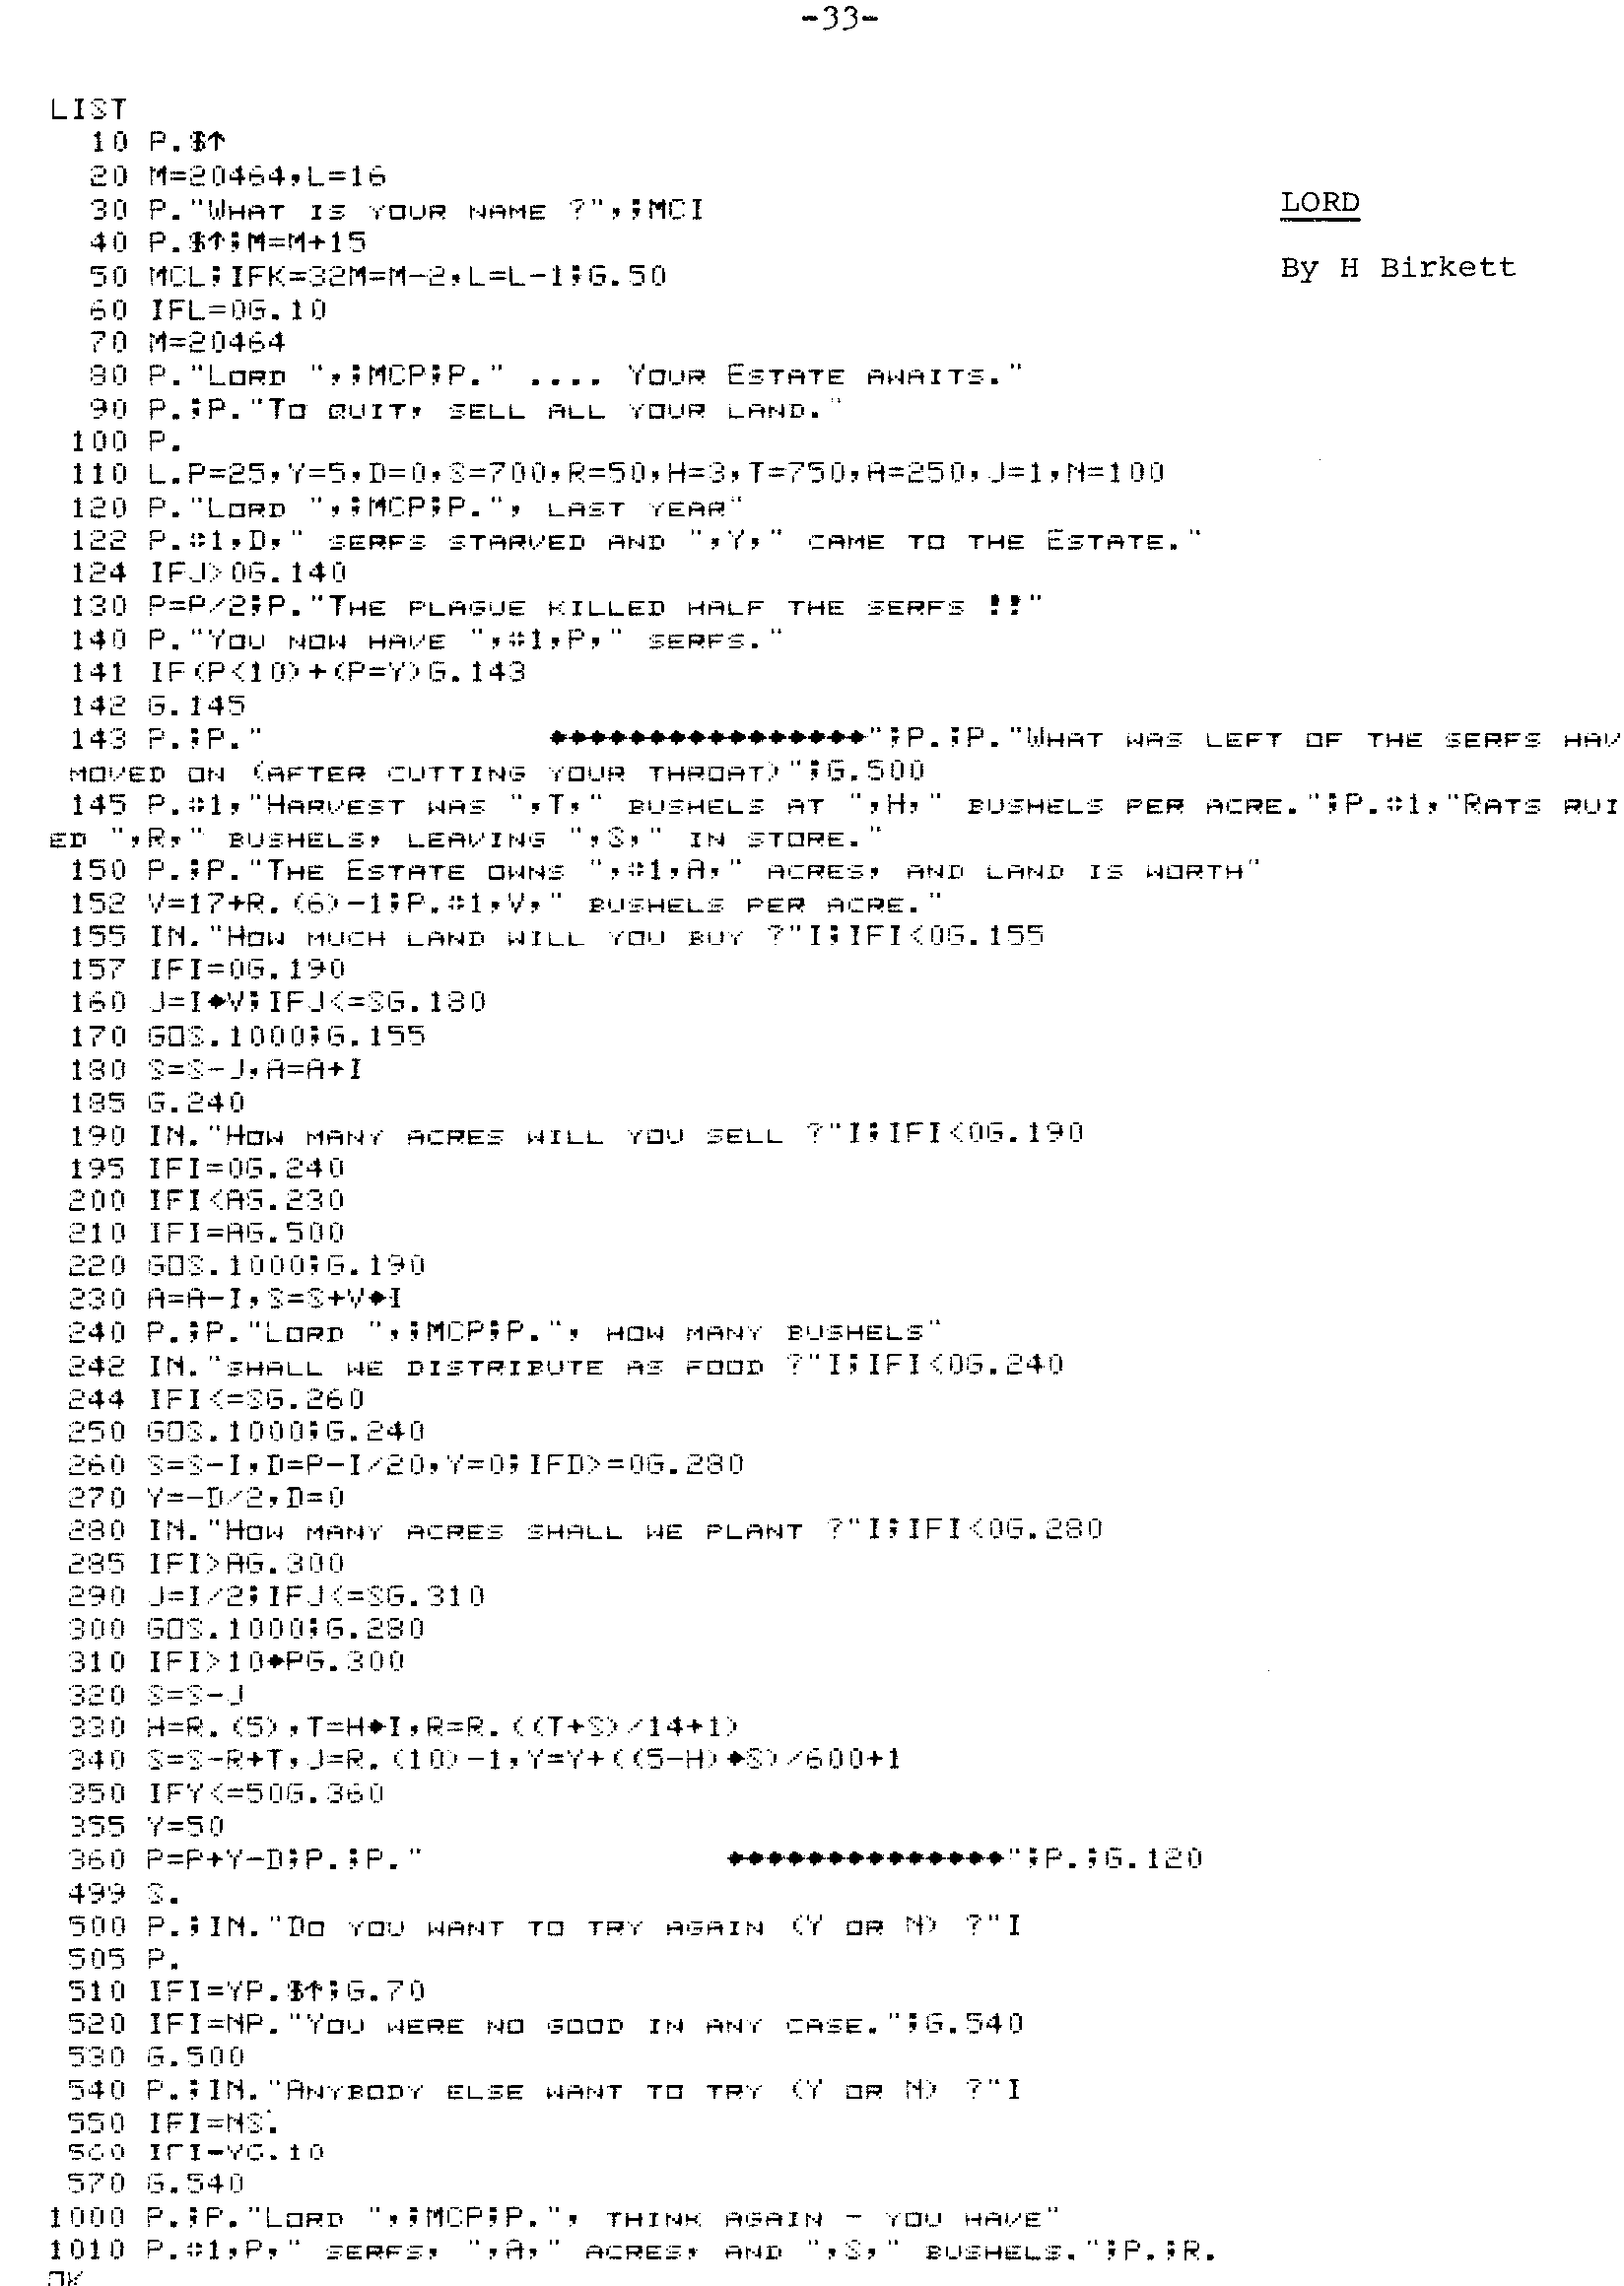 -33-
LIST
10 P.$↑
20 M=20464,L=16
30 P."What is your name ?",;MCI
LORD
40 P.$↑;M=M+15
50 MCL;IFK=32M=M-2,L=L-1;G.50
By H Birkett
60 IFL=0G.10
70 M=20464
80 P."Lord ",;MCP;P." .... Your Estate awaits."
90 P.;P."To quit, sell all your land."
100 P.
110 L.P=25,Y=5,D=0,S=700,R=50,H=3,T=750,A=250,J=1,N=100
120 P."Lord ",;MCP;P.", last year"
122 P.#1,D," serfs starved and ",Y," came to the Estate."
124 IFJ>0G.140
130 P=P/2;P."The plague killed half the serfs !!"
140 P."You now have ",#1,P," serfs."
141 IF(P<10)+(P=Y)G.143
142 G.145
143 P.;P."                ****************";P.;P."What was left of the serfs hav
moved on (after cutting your throat)";G.500
145 P.#1,"Harvest was ",T," bushels at ",H," bushels per acre.";P.#1,"Rats rui
ed ",R," bushels, leaving ",S," in store."
150 P.;P."The Estate owns ",#1,A," acres, and land is worth"
152 V=17+R.(6)-1;P.#1,V," bushels per acre."
155 IN."How much land will you buy ?"I;IFI<0G.155
157 IFI=0G.190
160 J=I*V;IFJ<=SG.180
170 GOS.1000;G.155
180 S=S-J,A=A+I
185 G.240
190 IN."How many acres will you sell ?"I;IFI<0G.190
195 IFI=0G.240
200 IFI<AG.230
210 IFI=AG.500
220 GOS.1000;G.190
230 A=A-I,S=S+V*I
240 P.;P."Lord ",;MCP;P.", how many bushels"
242 IN."shall we distribute as food ?"I;IFI<0G.240
244 IFI<=SG.260
250 GOS.1000;G.240
260 S=S-I,D=P-I/20,Y=0;IFD>=0G.280
270 Y=-D/2,D=0
280 IN."How many acres shall we plant ?"I;IFI<0G.280
285 IFI>AG.300
290 J=I/2;IFJ<=SG.310
300 GOS.1000;G.280
310 IFI>10*PG.300
320 S=S-J
330 H=R.(5),T=H*I,R=R.((T+S)/14+1)
340 S=S-R+T,J=R.(10)-1,Y=Y+((5-H)*S)/600+1
350 IFY<=50G.360
355 Y=50
360 P=P+Y-D;P.;P."                **************";P.;G.120
499 S.
500 P.;IN."Do you want to try again (Y or N) ?"I
505 P.
510 IFI=YP.$↑;G.70
520 IFI=NP."You were no good in any case.";G.540
530 G.500
540 P.;IN."Anybody else want to try (Y or N) ?"I
550 IFI=NS.
560 IFI=YG.10
570 G.540
1000 P.;P."Lord ",;MCP;P.", think again - you have"
1010 P.#1,P," serfs, ",A," acres, and ",S," bushels.";P.;R.
OK